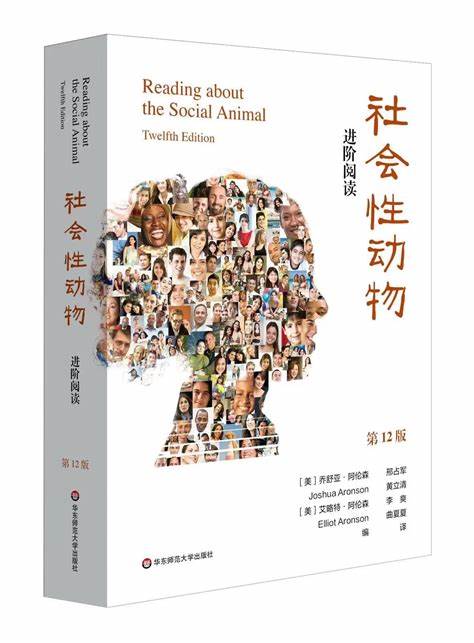 Reading about
the Social Animal
Twelfth Edition
社会性动物
进阶阅读
第12版
华东师范大学出版社
Reading about
the Social Animal
Twelfth Edition
社会性动物
进阶阅读
第12版
[美] 乔舒亚·阿伦森
Joshua Aronson
[美] 艾略特·阿伦森
Elliot Aronson
编
邢占军
黄立清
李爽
曲夏夏
译
华东师范大学出版社